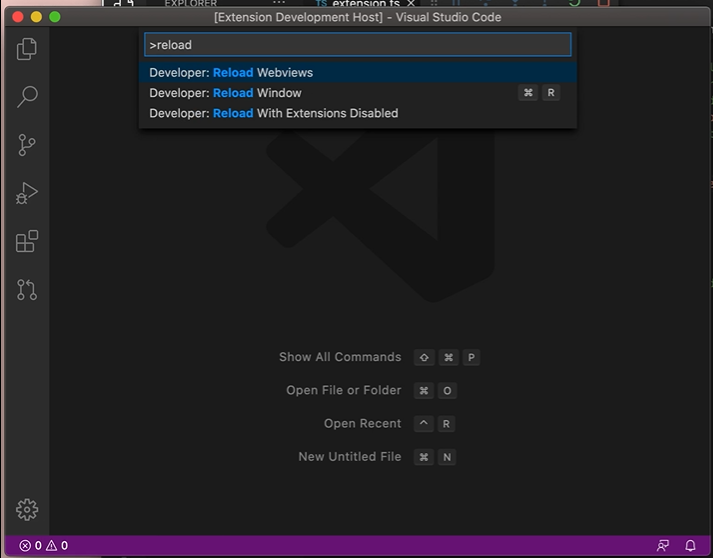 EXPLORER
TS extension.ts
[Extension Development Host] - Visual Studio Code
>reload
Developer: Reload Webviews
Developer: Reload Window ⌘ R
Developer: Reload With Extensions Disabled
Show All Commands ⇧ ⌘ P
Open File or Folder ⌘ O
Open Recent ^ R
New Untitled File ⌘ N
0 0